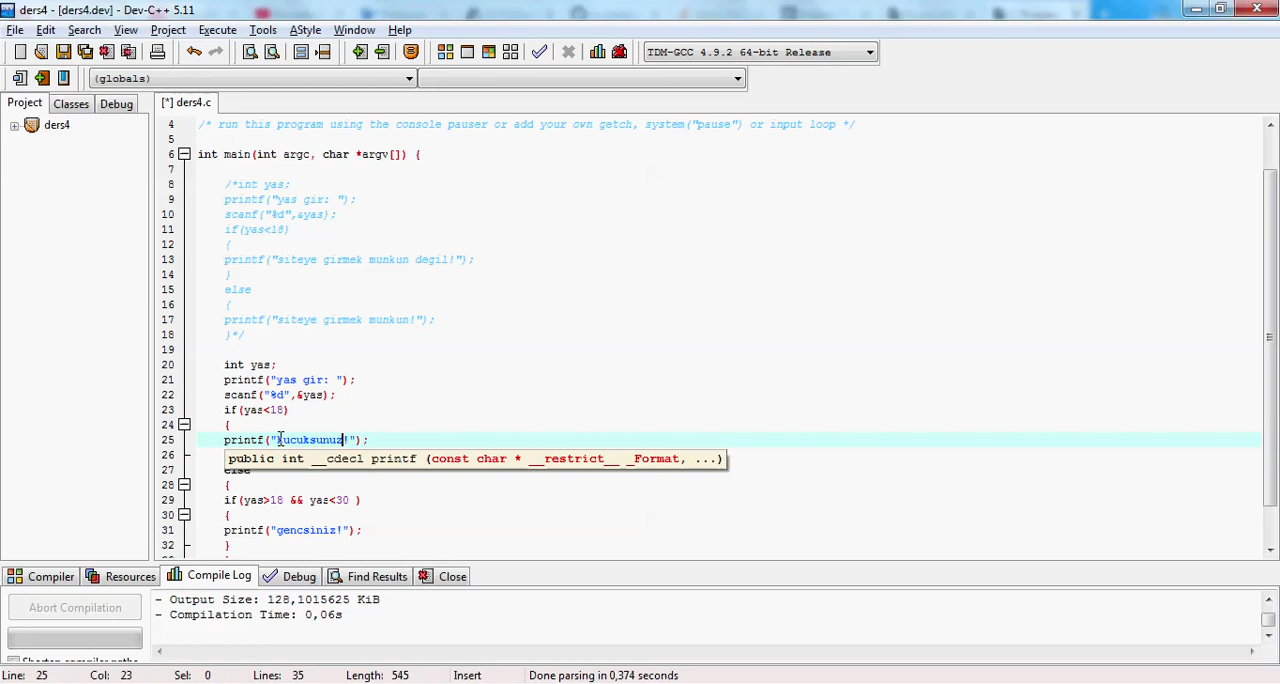 ders4 - [ders4.dev] - Dev-C++ 5.11
File Edit Search View Project Execute Tools AStyle Window Help
TDM-GCC 4.9.2 64-bit Release
(globals)
Project Classes Debug [*] ders4.c
ders4
4 /* run this program using the console pauser or add your own getch, system("pause") or input loop */
5
6 int main(int argc, char *argv[]) {
7
8 /*int yas;
9 printf("yas gir: ");
10 scanf("%d",&yas);
11 if(yas<18)
12 {
13 printf("siteye girmek munkun degil!");
14 }
15 else
16 {
17 printf("siteye girmek munkun!");
18 }*/
19
20 int yas;
21 printf("yas gir: ");
22 scanf("%d",&yas);
23 if(yas<18)
24 {
25 printf("kucuksunuz!");
public int __cdecl printf (const char * __restrict__ _Format, ...)
26
27 else
28 {
29 if(yas>18 && yas<30 )
30 {
31 printf("gencsiniz!");
32 }
Compiler Resources Compile Log Debug Find Results Close
Abort Compilation
- Output Size: 128,1015625 KiB
- Compilation Time: 0,06s
Shorten compiler paths
Line: 25 Col: 23 Sel: 0 Lines: 35 Length: 545 Insert Done parsing in 0,374 seconds